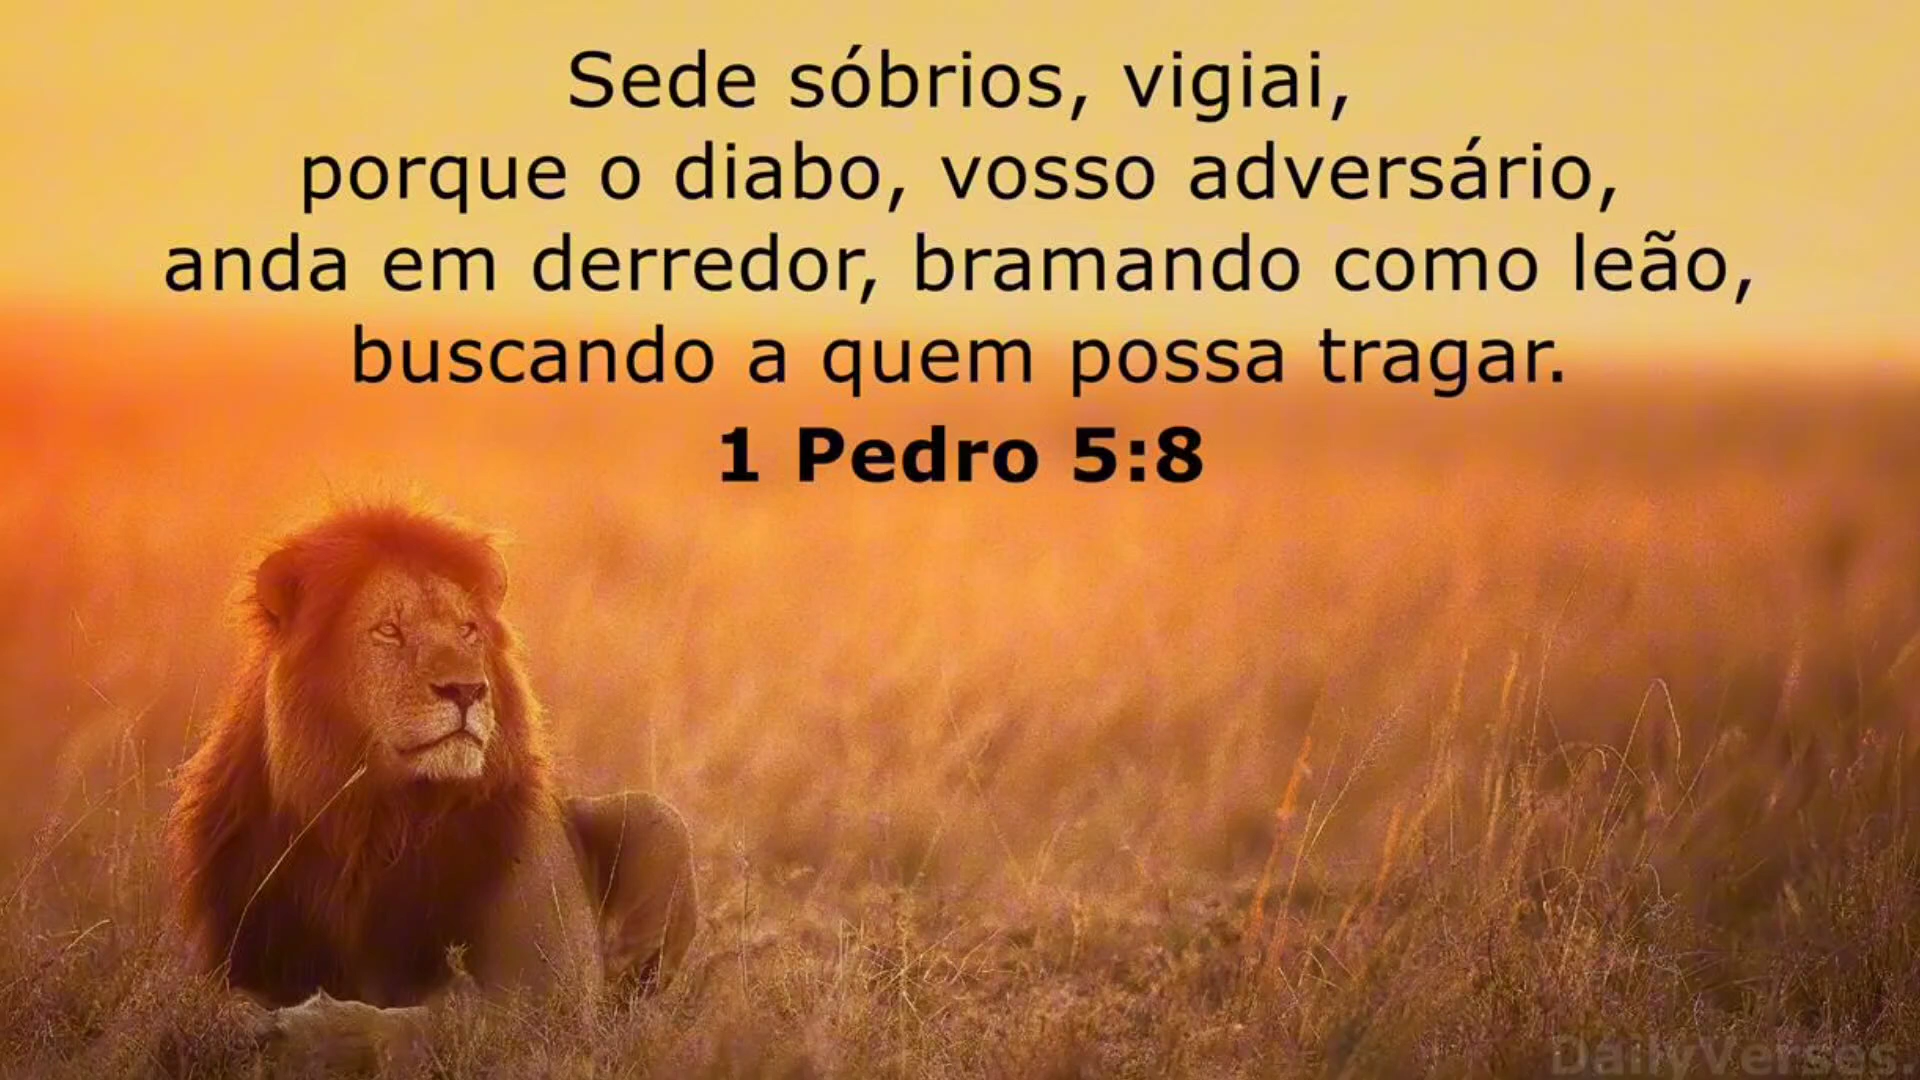 Sede sóbrios, vigiai,
porque o diabo, vosso adversário,
anda em derredor, bramando como leão,
buscando a quem possa tragar.
1 Pedro 5:8
DailyVerses.